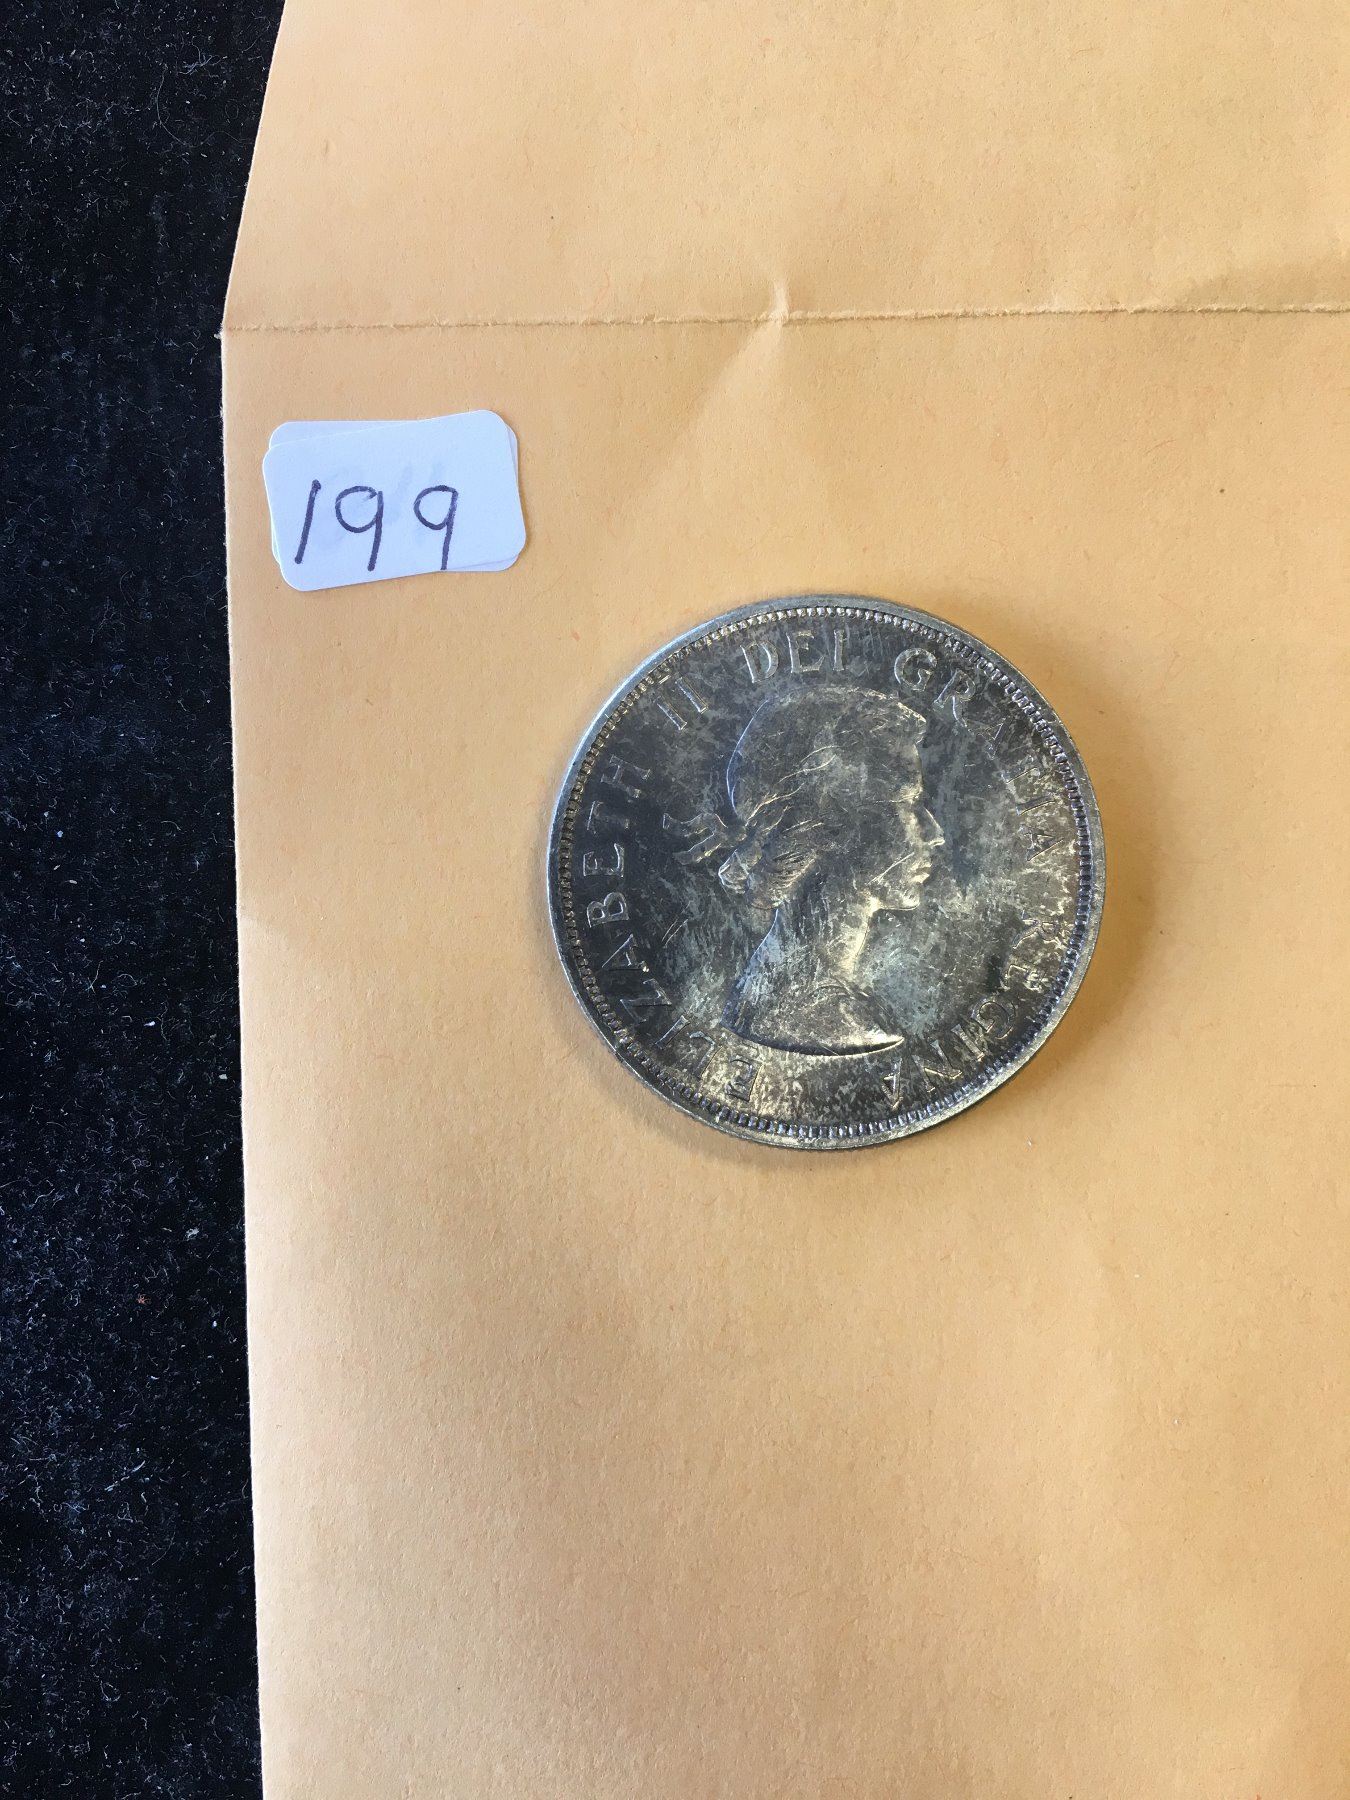 199
ELIZABETH II DEI GRATIA REGINA